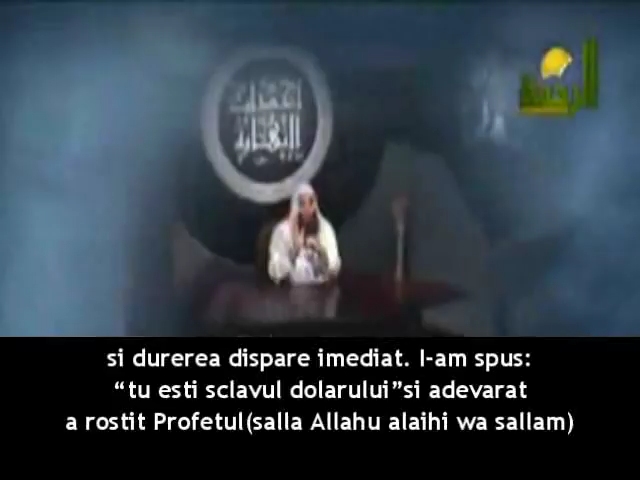 الرحمة
si durerea dispare imediat. I-am spus:
“tu esti sclavul dolarului”si adevarat
a rostit Profetul(salla Allahu alaihi wa sallam)